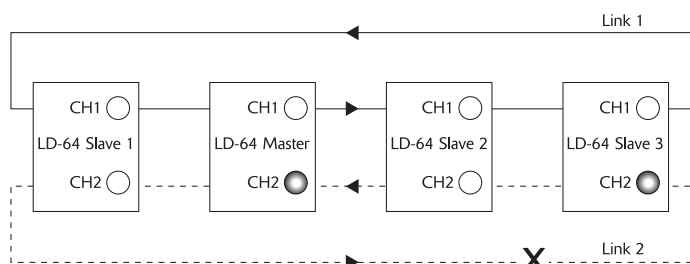 Link 1
CH1 CH1 CH1 CH1
LD-64 Slave 1 LD-64 Master LD-64 Slave 2 LD-64 Slave 3
CH2 CH2 CH2 CH2
Link 2
X